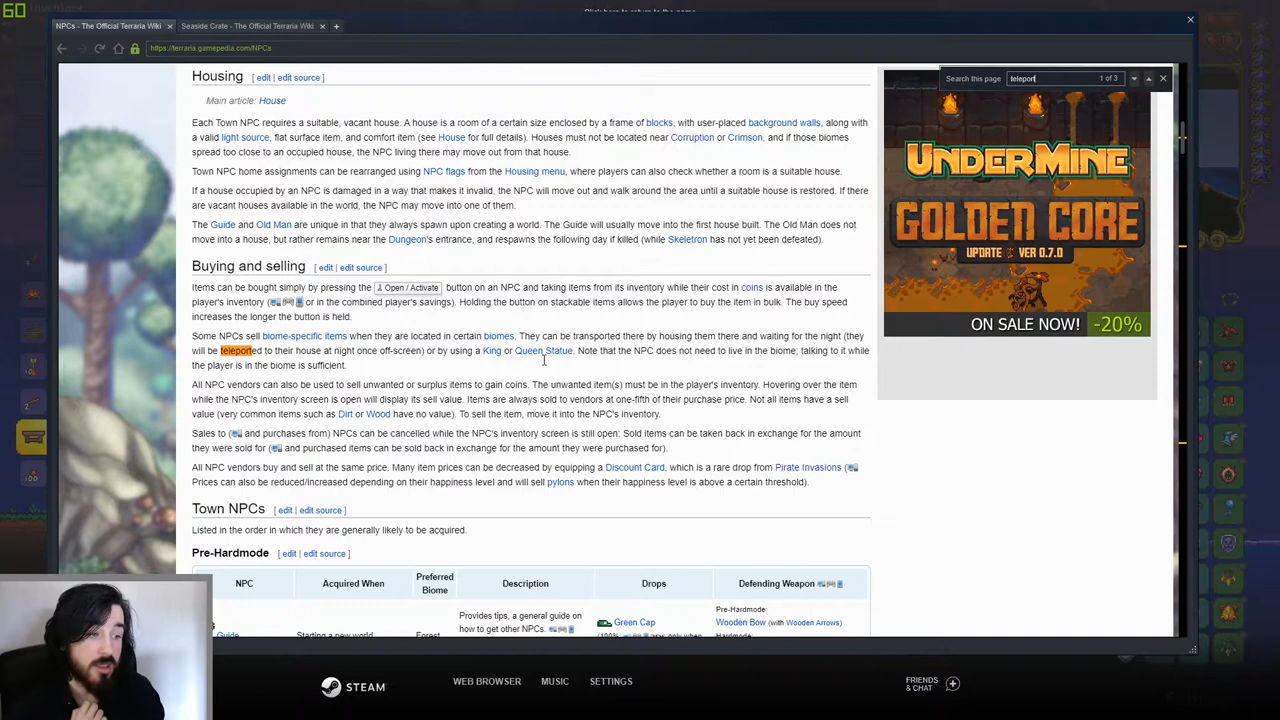 60
Click here to return to the game
NPCs - The Official Terraria Wiki
Seaside Crate - The Official Terraria Wiki
https://terraria.gamepedia.com/NPCs
Search this page
teleport
1 of 3
Housing [ edit | edit source ]
Main article: House
Each Town NPC requires a suitable, vacant house. A house is a room of a certain size enclosed by a frame of blocks, with user-placed background walls, along with
a valid light source, flat surface item, and comfort item (see House for full details). Houses must not be located near Corruption or Crimson, and if those biomes
spread too close to an occupied house, the NPC living there may move out from that house.
Town NPC home assignments can be rearranged using NPC flags from the Housing menu, where players can also check whether a room is a suitable house.
If a house occupied by an NPC is damaged in a way that makes it invalid, the NPC will move out and walk around the area until a suitable house is restored. If there
are vacant houses available in the world, the NPC may move into one of them.
The Guide and Old Man are unique in that they always spawn upon creating a world. The Guide will usually move into the first house built. The Old Man does not
move into a house, but rather remains near the Dungeon's entrance, and respawns the following day if killed (while Skeletron has not yet been defeated).
Buying and selling [ edit | edit source ]
Items can be bought simply by pressing the Open / Activate button on an NPC and taking items from its inventory while their cost in coins is available in the
player's inventory ( or in the combined player's savings). Holding the button on stackable items allows the player to buy the item in bulk. The buy speed
increases the longer the button is held.
Some NPCs sell biome-specific items when they are located in certain biomes. They can be transported there by housing them there and waiting for the night (they
will be teleported to their house at night once off-screen) or by using a King or Queen Statue. Note that the NPC does not need to live in the biome; talking to it while
the player is in the biome is sufficient.
All NPC vendors can also be used to sell unwanted or surplus items to gain coins. The unwanted item(s) must be in the player's inventory. Hovering over the item
while the NPC's inventory screen is open will display its sell value. Items are always sold to vendors at one-fifth of their purchase price. Not all items have a sell
value (very common items such as Dirt or Wood have no value). To sell the item, move it into the NPC's inventory.
Sales to ( and purchases from) NPCs can be cancelled while the NPC's inventory screen is still open: Sold items can be taken back in exchange for the amount
they were sold for ( and purchased items can be sold back in exchange for the amount they were purchased for).
All NPC vendors buy and sell at the same price. Many item prices can be decreased by equipping a Discount Card, which is a rare drop from Pirate Invasions (
Prices can also be reduced/increased depending on their happiness level and will sell pylons when their happiness level is above a certain threshold).
Town NPCs [ edit | edit source ]
Listed in the order in which they are generally likely to be acquired.
Pre-Hardmode [ edit | edit source ]
NPC
Acquired When
Preferred
Biome
Description
Drops
Defending Weapon
Guide
Starting a new world
Forest
Provides tips, a general guide on
how to get other NPCs.
Green Cap
Pre-Hardmode:
Wooden Bow (with Wooden Arrows)
UNDERMINE
GOLDEN CORE
UPDATE VER 0.7.0
ON SALE NOW! -20%
STEAM
WEB BROWSER
MUSIC
SETTINGS
FRIENDS
& CHAT